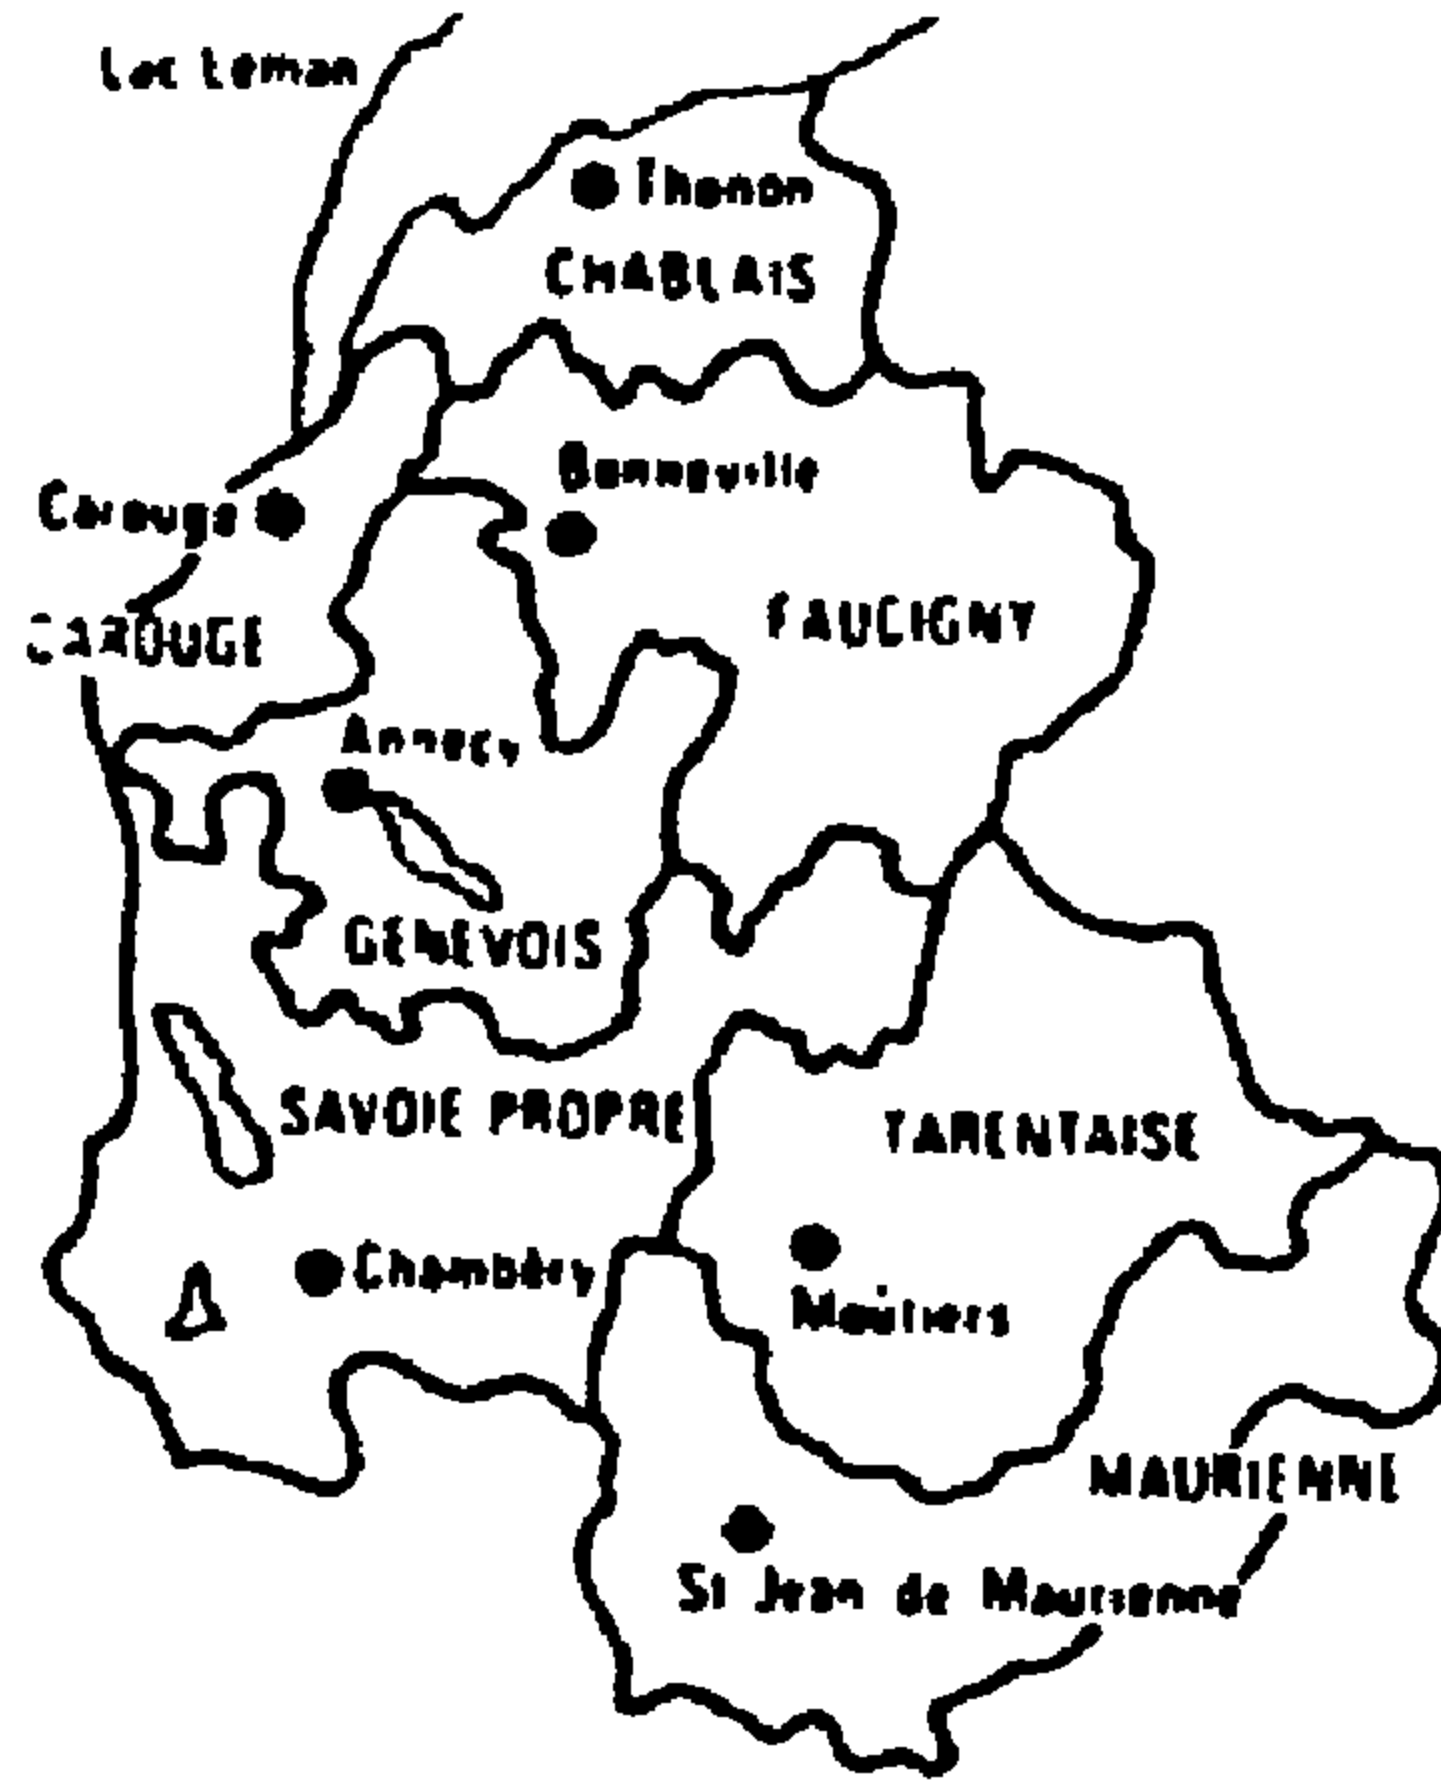 Lac Leman
Thonon
CHABLAIS
Bonneville
Carouge
FAUCIGNY
CAROUGE
Annecy
GENEVOIS
SAVOIE PROPRE
TARENTAISE
Chambéry
Moûtiers
MAURIENNE
St Jean de Maurienne